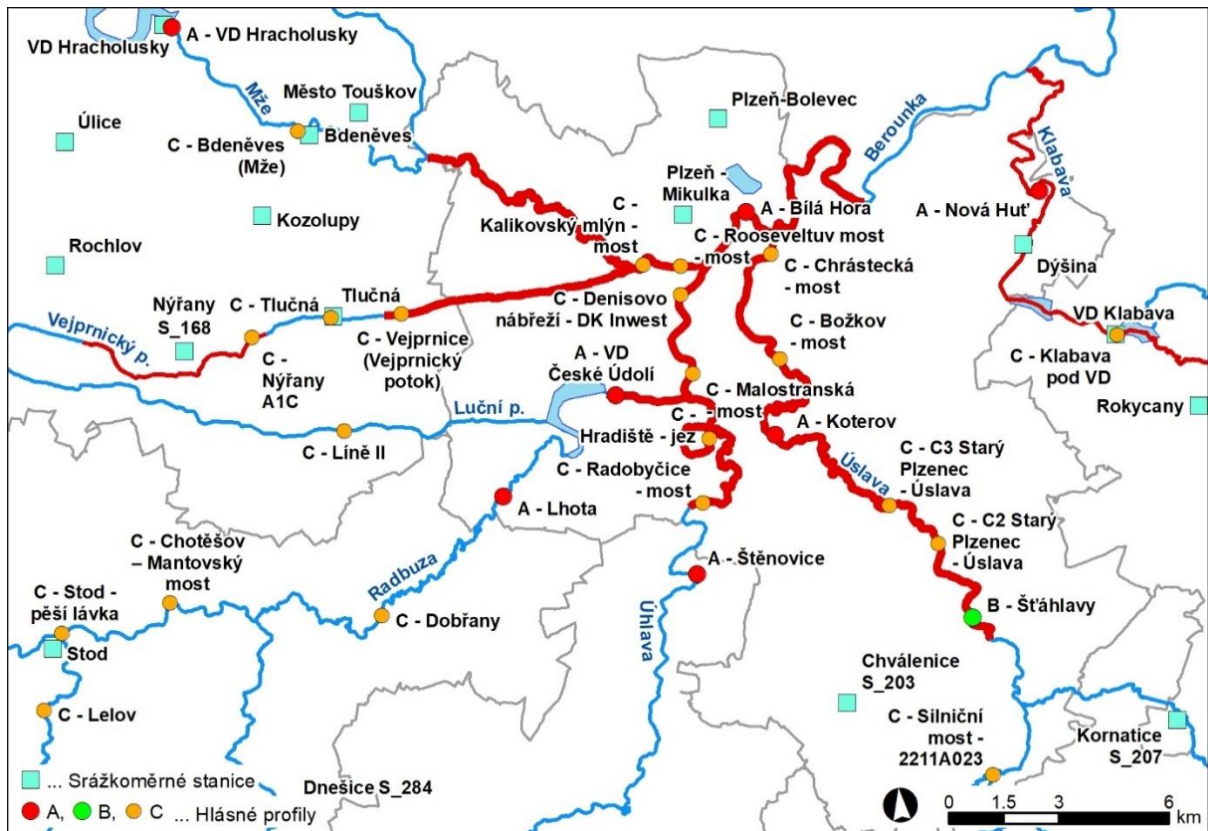 VD Hracholusky
A - VD Hracholusky
Mže
Město Touškov
Bdeněves
C - Bdeněves
(Mže)
Úlice
Kozolupy
Rochlov
Plzeň-Bolevec
Plzeň -
Mikulka
Berounka
Klabava
A - Bílá Hora
A - Nová Huť
Dýšina
C -
Kalikovský mlýn -
most
C - Rooseveltuv most
- most
C - Chrástecká
- most
C - Denisovo
nábřeží - DK Inwest
C - Božkov
- most
VD Klabava
C - Klabava
pod VD
Rokycany
Nýřany
S_168
C - Tlučná
Tlučná
Vejprnický p.
C -
Nýřany
A1C
C - Vejprnice
(Vejprnický
potok)
A - VD
České Údolí
C - Malostranská
- most
Luční p.
C - Líně II
C -
Hradiště - jez
A - Koterov
C - Radobyčice
- most
Úslava
C - C3 Starý
Plzenec
- Úslava
C - C2 Starý
Plzenec
- Úslava
A - Lhota
A - Štěnovice
C - Chotěšov
– Mantovský
most
Radbuza
C - Stod -
pěší lávka
Stod
C - Dobřany
Úhlava
B - Šťáhlavy
C - Lelov
Chválenice
S_203
C - Silniční
most -
2211A023
Kornatice
S_207
Dnešice S_284
... Srážkoměrné stanice
A, B, C ... Hlásné profily
0 1.5 3 6
km